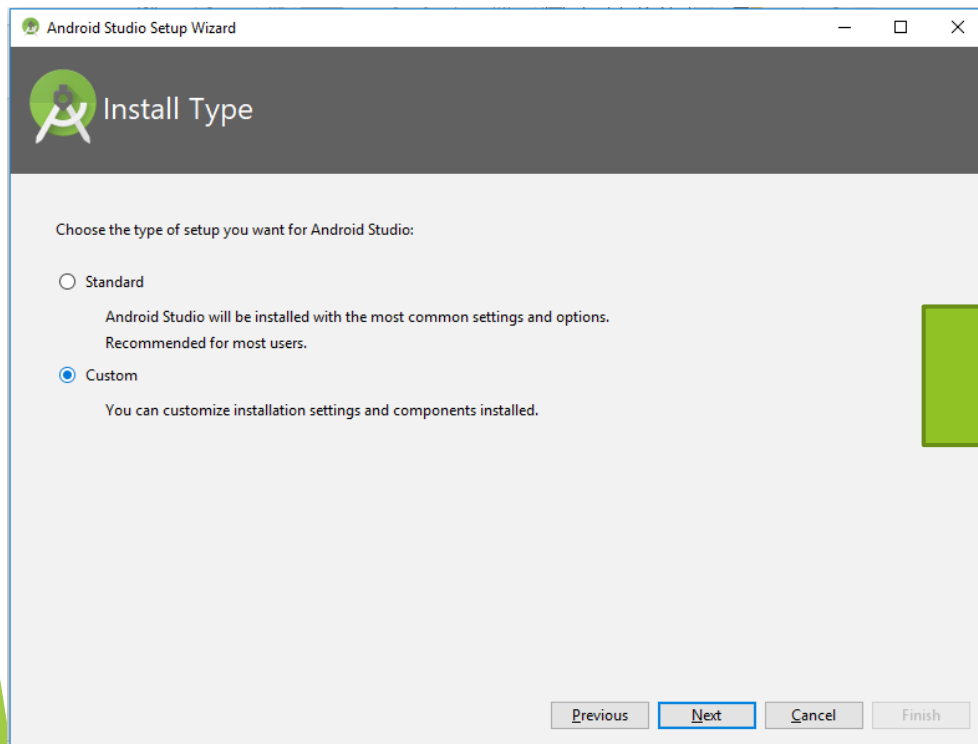 Android Studio Setup Wizard
Install Type
Choose the type of setup you want for Android Studio:
Standard
Android Studio will be installed with the most common settings and options.
Recommended for most users.
Custom
You can customize installation settings and components installed.
Previous Next Cancel Finish